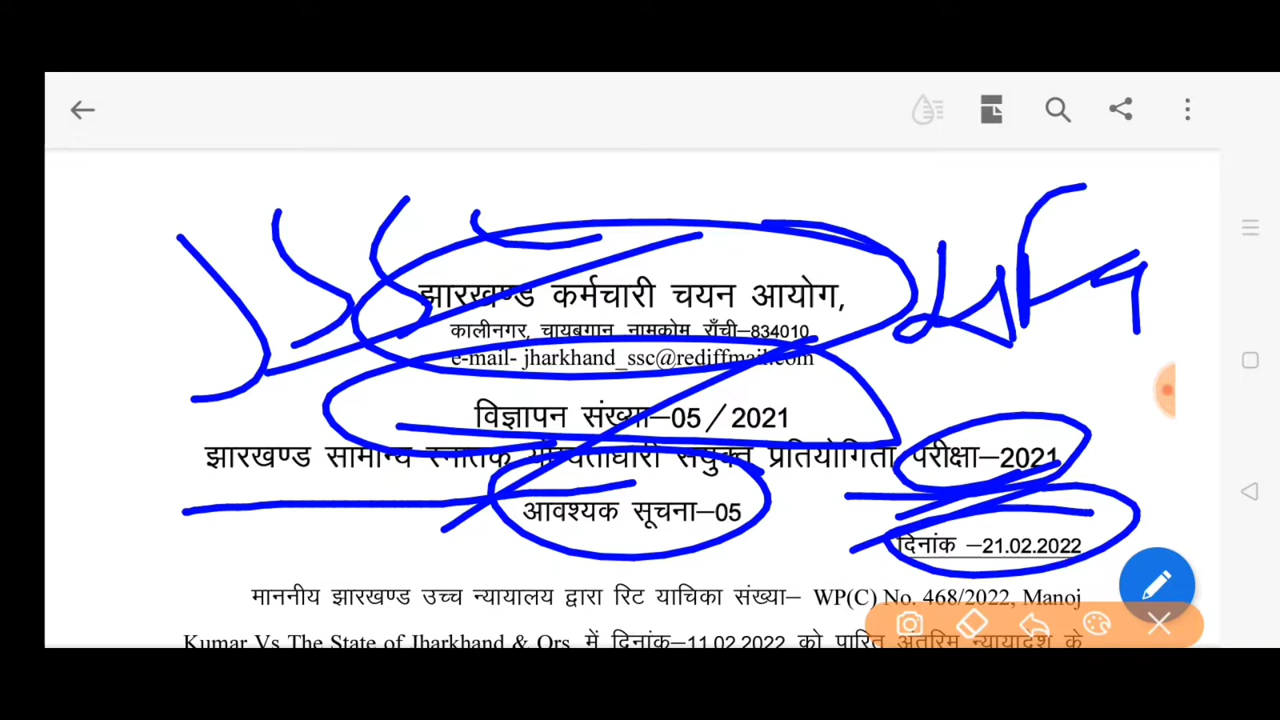 झारखण्ड कर्मचारी चयन आयोग,
कालीनगर, चायबगान, नामकोम, राँची–834010
e-mail- jharkhand_ssc@rediffmail.com
विज्ञापन संख्या–05/2021
झारखण्ड सामान्य स्नातक योग्यताधारी संयुक्त प्रतियोगिता परीक्षा–2021
आवश्यक सूचना–05
दिनांक –21.02.2022
माननीय झारखण्ड उच्च न्यायालय द्वारा रिट याचिका संख्या– WP(C) No. 468/2022, Manoj
Kumar Vs The State of Jharkhand & Ors. में दिनांक–11.02.2022 को पारित अंतरिम न्यायादेश के